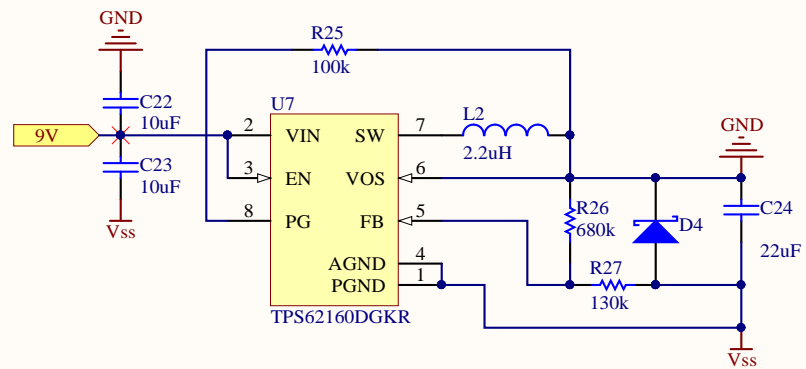 GND
R25
100k
C22
10uF
U7
L2
2.2uH
GND
9V
2
VIN
SW
7
C23
10uF
3
EN
VOS
6
Vss
8
PG
FB
5
R26
680k
D4
C24
22uF
AGND
4
PGND
1
R27
130k
TPS62160DGKR
Vss